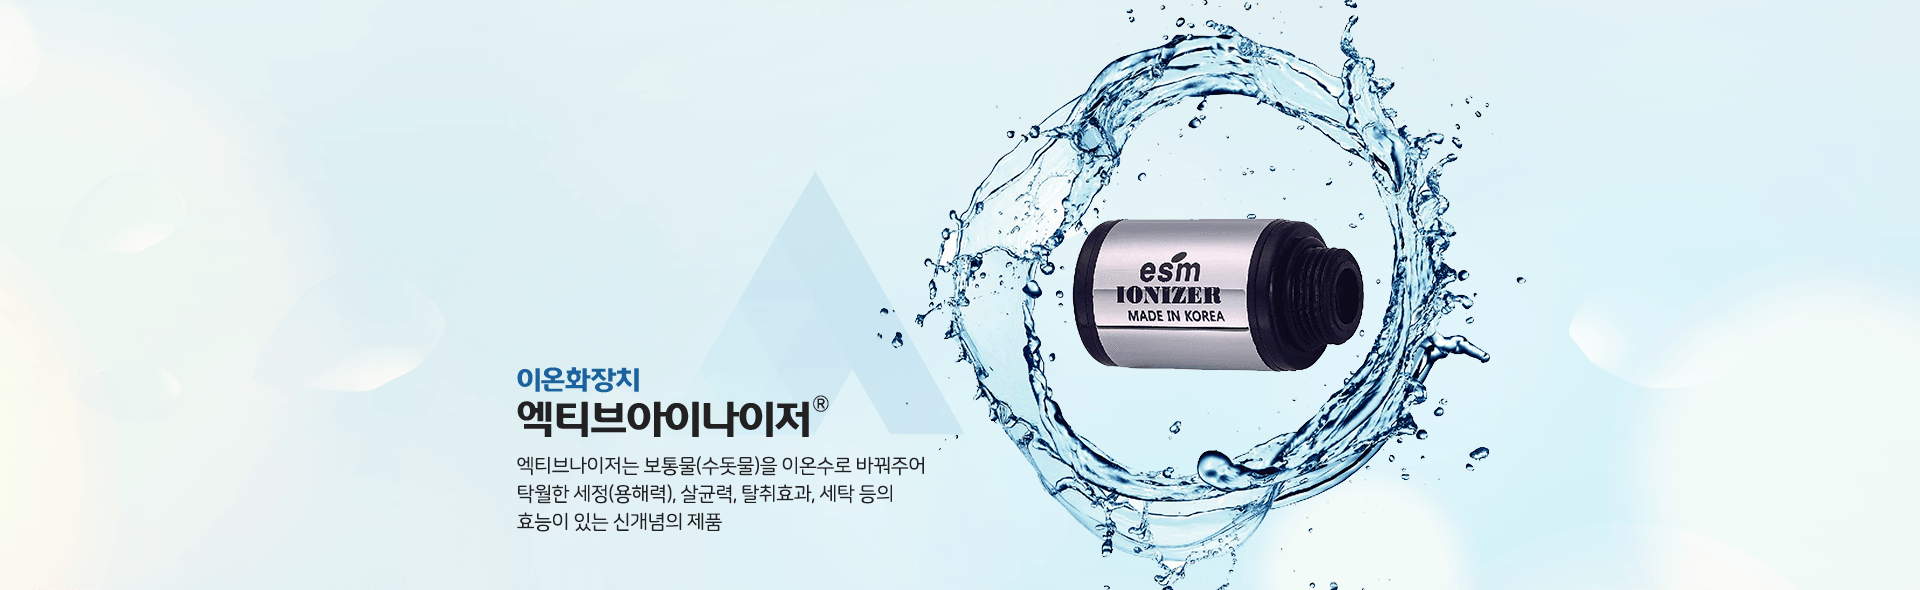 이온화장치
엑티브아이나이저®
엑티브나이저는 보통물(수돗물)을 이온수로 바꿔주어
탁월한 세정(용해력), 살균력, 탈취효과, 세탁 등의
효능이 있는 신개념의 제품
esm
IONIZER
MADE IN KOREA